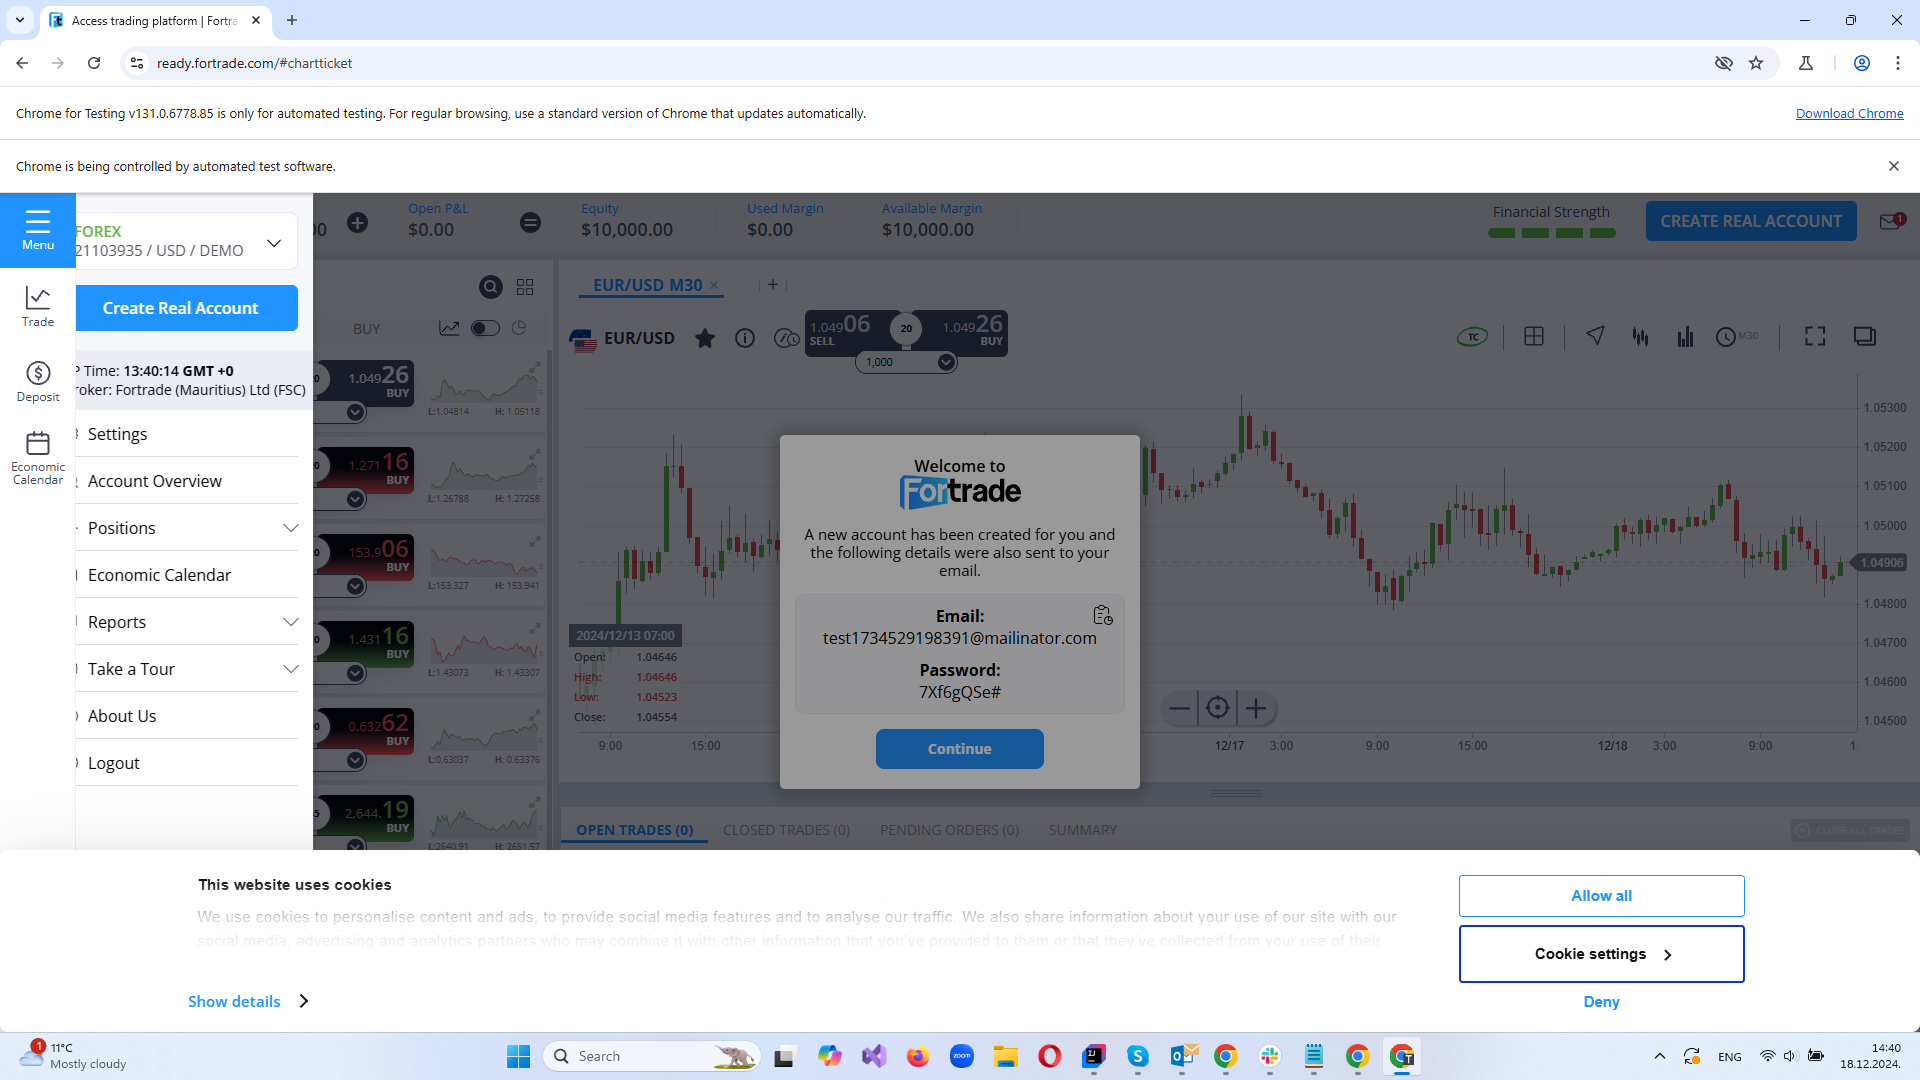 Access trading platform | Fortra
ready.fortrade.com/#chartticket
Chrome for Testing v131.0.6778.85 is only for automated testing. For regular browsing, use a standard version of Chrome that updates automatically.
Download Chrome
Chrome is being controlled by automated test software.
Menu
Trade
Deposit
Economic
Calendar
FOREX
21103935 / USD / DEMO
Create Real Account
Time: 13:40:14 GMT +0
roker: Fortrade (Mauritius) Ltd (FSC)
Settings
Account Overview
Positions
Economic Calendar
Reports
Take a Tour
About Us
Logout
00
Open P&L
$0.00
Equity
$10,000.00
Used Margin
$0.00
Available Margin
$10,000.00
Financial Strength
CREATE REAL ACCOUNT
1
BUY
1.04926
BUY
L:1.04814
H: 1.05118
1.27116
BUY
L:1.26788
H: 1.27258
153.906
BUY
L:153.327
H: 153.941
1.43116
BUY
L:1.43073
H: 1.43307
0.63262
BUY
L:0.63037
H: 0.63376
2,644.19
BUY
L:2640.91
H: 2651.57
EUR/USD M30
EUR/USD
1.04906
SELL
20
1.04926
BUY
1,000
TC
M30
1.05300
1.05200
1.05100
1.05000
1.04906
1.04800
1.04700
1.04600
1.04500
2024/12/13 07:00
Open: 1.04646
High: 1.04646
Low: 1.04523
Close: 1.04554
9:00
15:00
12/17
3:00
9:00
15:00
12/18
3:00
9:00
1
Welcome to
Fortrade
A new account has been created for you and
the following details were also sent to your
email.
Email:
test1734529198391@mailinator.com
Password:
7Xf6gQSe#
Continue
OPEN TRADES (0)
CLOSED TRADES (0)
PENDING ORDERS (0)
SUMMARY
CLOSE ALL TRADES
This website uses cookies
We use cookies to personalise content and ads, to provide social media features and to analyse our traffic. We also share information about your use of our site with our
social media, advertising and analytics partners who may combine it with other information that you've provided to them or that they've collected from your use of their
Show details
Allow all
Cookie settings
Deny
1
11°C
Mostly cloudy
Search
zoom
ENG
14:40
18.12.2024.